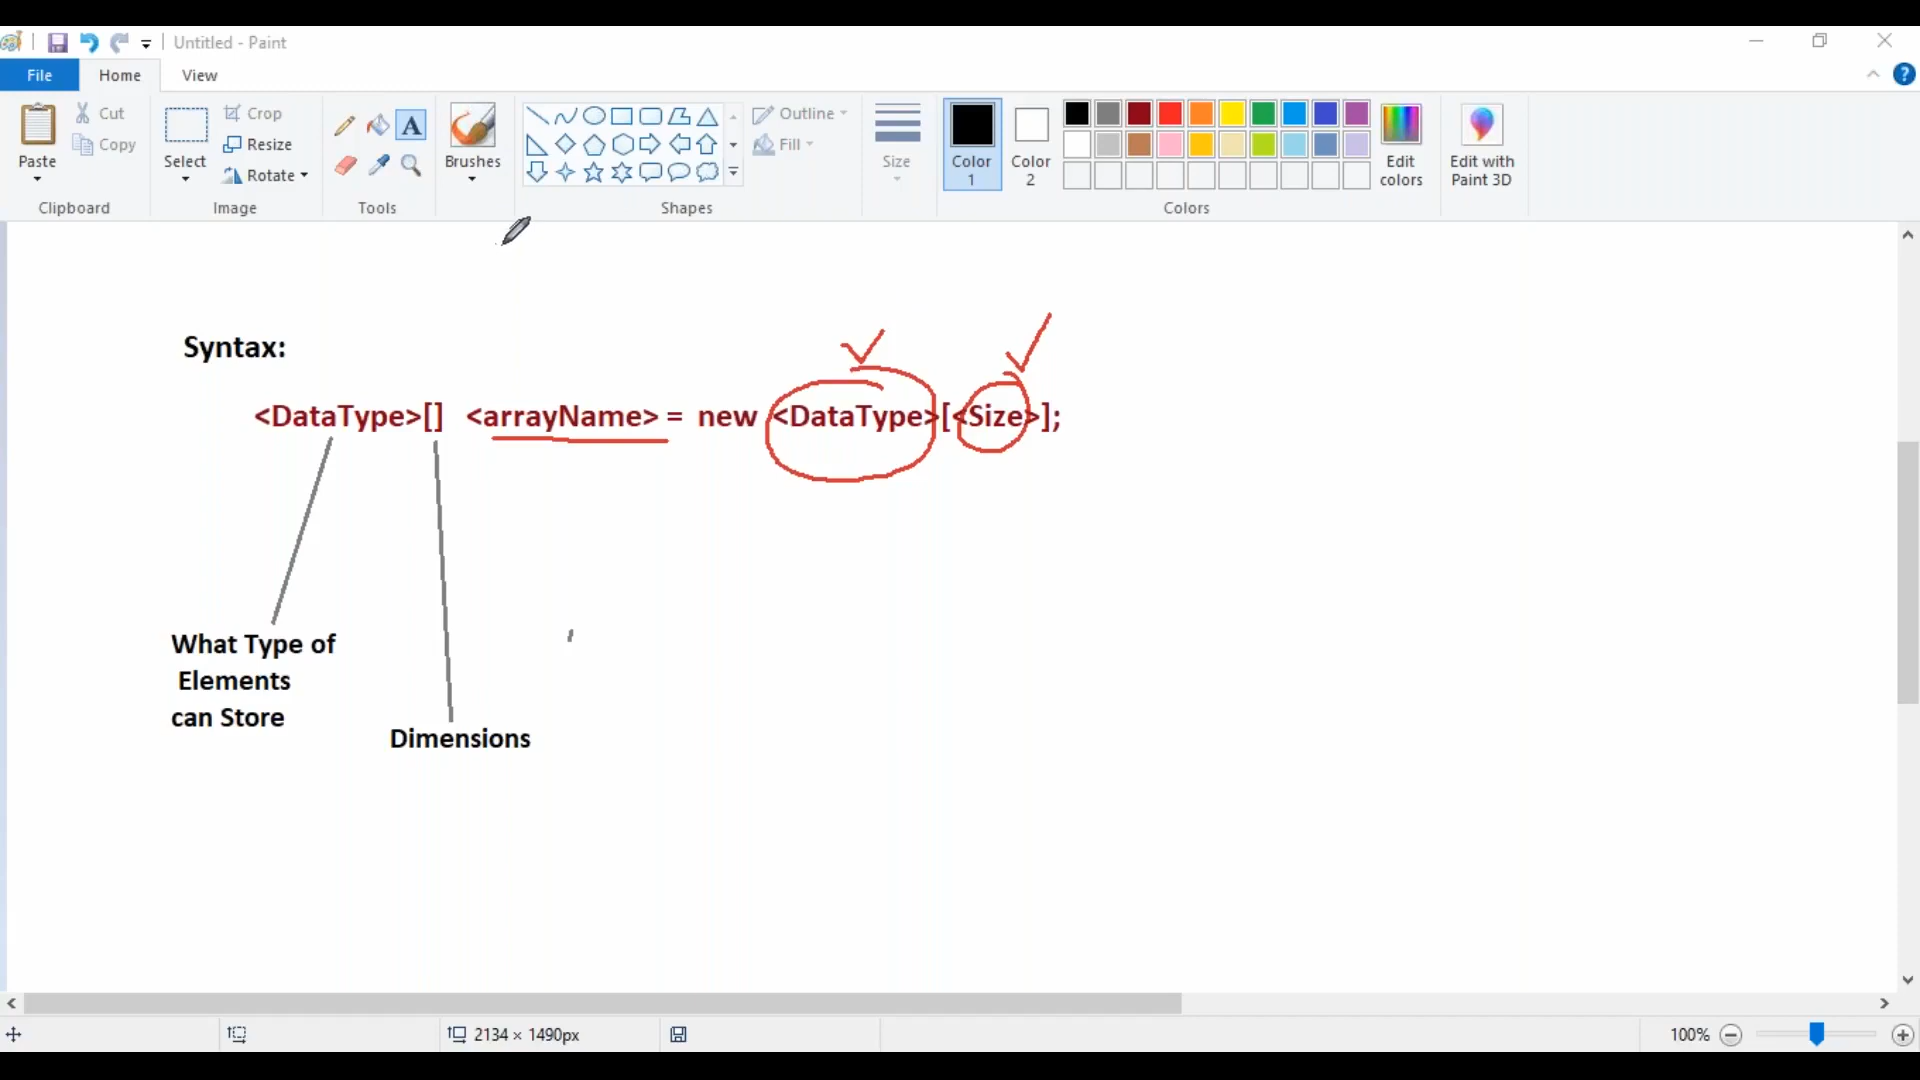 Untitled - Paint
File Home View
Cut Crop Outline
Copy Resize Fill
Paste Select Rotate Brushes Size Color 1 Color 2 Edit colors Edit with Paint 3D
A
Clipboard Image Tools Shapes Colors
?
Syntax:
<DataType>[] <arrayName> = new <DataType>[<Size>];
What Type of
Elements
can Store
Dimensions
2134 × 1490px 100%